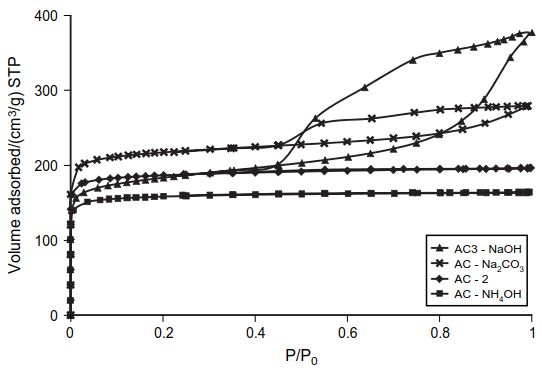 Volume adsorbed/(cm³/g) STP
400
300
200
100
0
0
0.2
0.4
0.6
0.8
1
P/P₀
AC3 - NaOH
AC - Na₂CO₃
AC - 2
AC - NH₄OH